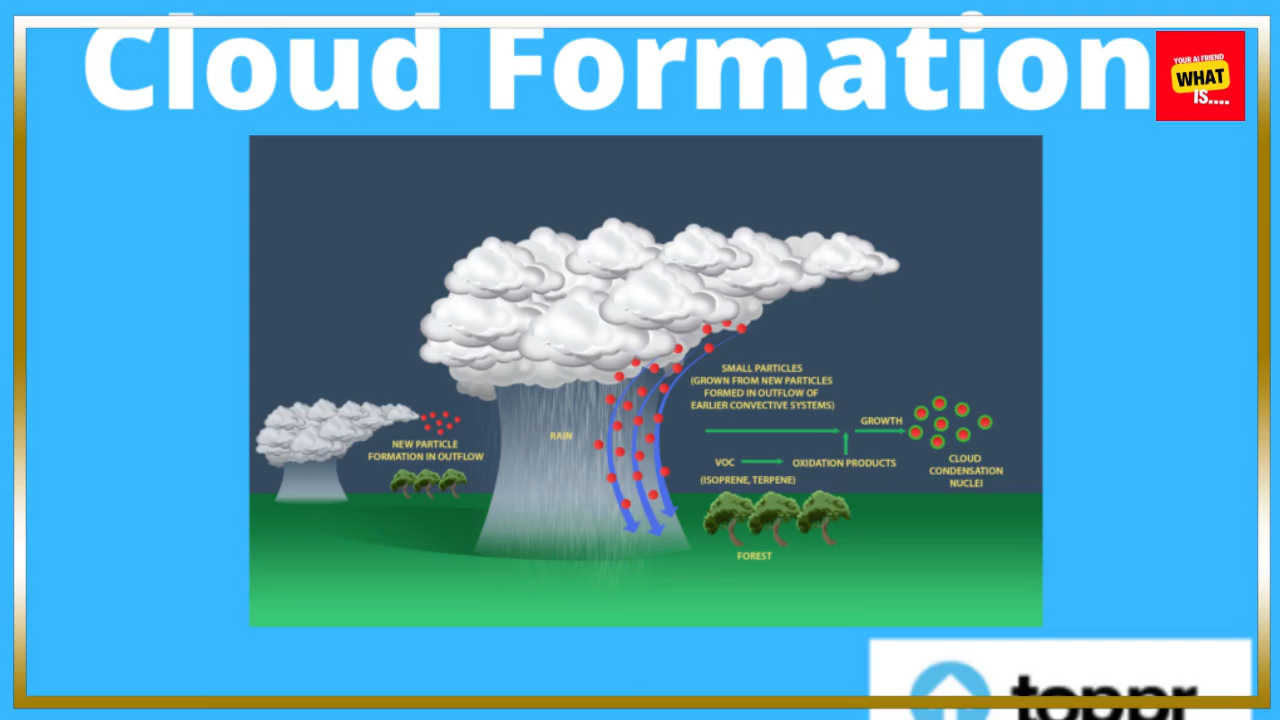 Cloud Formation
YOUR AI FRIEND
WHAT
IS....
SMALL PARTICLES
(GROWN FROM NEW PARTICLES
FORMED IN OUTFLOW OF
EARLIER CONVECTIVE SYSTEMS)
GROWTH
RAIN
NEW PARTICLE
FORMATION IN OUTFLOW
VOC
OXIDATION PRODUCTS
CLOUD
CONDENSATION
NUCLEI
(ISOPRENE, TERPENE)
FOREST
toppr